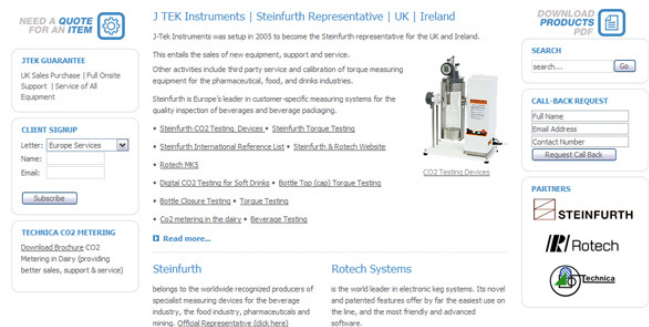 NEED A QUOTE
FOR AN ITEM
JTEK GUARANTEE
UK Sales Purchase | Full Onsite
Support | Service of All
Equipment
CLIENT SIGNUP
Letter: Europe Services
Name:
Email:
Subscribe
TECHNICA CO2 METERING
Download Brochure CO2
Metering in Dairy (providing
better sales, support & service)
J TEK Instruments | Steinfurth Representative | UK | Ireland
J-Tek Instruments was setup in 2005 to become the Steinfurth representative for the UK and Ireland.
This entails the sales of new equipment, support and service.
Other activities include third party service and calibration of torque measuring
equipment for the pharmaceutical, food, and drinks industries.
Steinfurth is Europe's leader in customer-specific measuring systems for the
quality inspection of beverages and beverage packaging.
• Steinfurth CO2 Testing Devices • Steinfurth Torque Testing
• Steinfurth International Reference List • Steinfurth & Rotech Website
• Rotech MK5
• Digital CO2 Testing for Soft Drinks • Bottle Top (cap) Torque Testing
• Bottle Closure Testing • Torque Testing
• Co2 metering in the dairy • Beverage Testing
Read more...
CO2 Testing Devices
Steinfurth
belongs to the worldwide recognized producers of
specialist measuring devices for the beverage
industry, the food industry, pharmaceuticals and
mining. Official Representative (click here)
Rotech Systems
is the world leader in electronic keg systems. Its novel
and patented features offer by far the easiest use on
the line, and the most friendly and advanced
software.
DOWNLOAD
PRODUCTS
PDF
SEARCH
search... Go
CALL-BACK REQUEST
Full Name
Email Address
Contact Number
Request Call Back
PARTNERS
STEINFURTH
Rotech
Technica